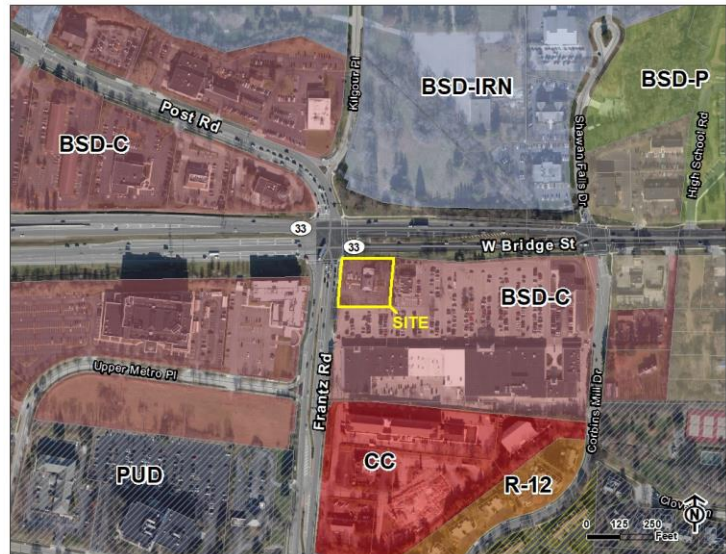 Kilgour Pl
BSD-IRN
BSD-P
Post Rd
BSD-C
Shawan Falls Dr
High School Rd
33
W Bridge St
33
BSD-C
SITE
Upper Metro Pl
Frantz Rd
Corbins Mill Dr
CC
PUD
R-12
N
0 125 250
Feet